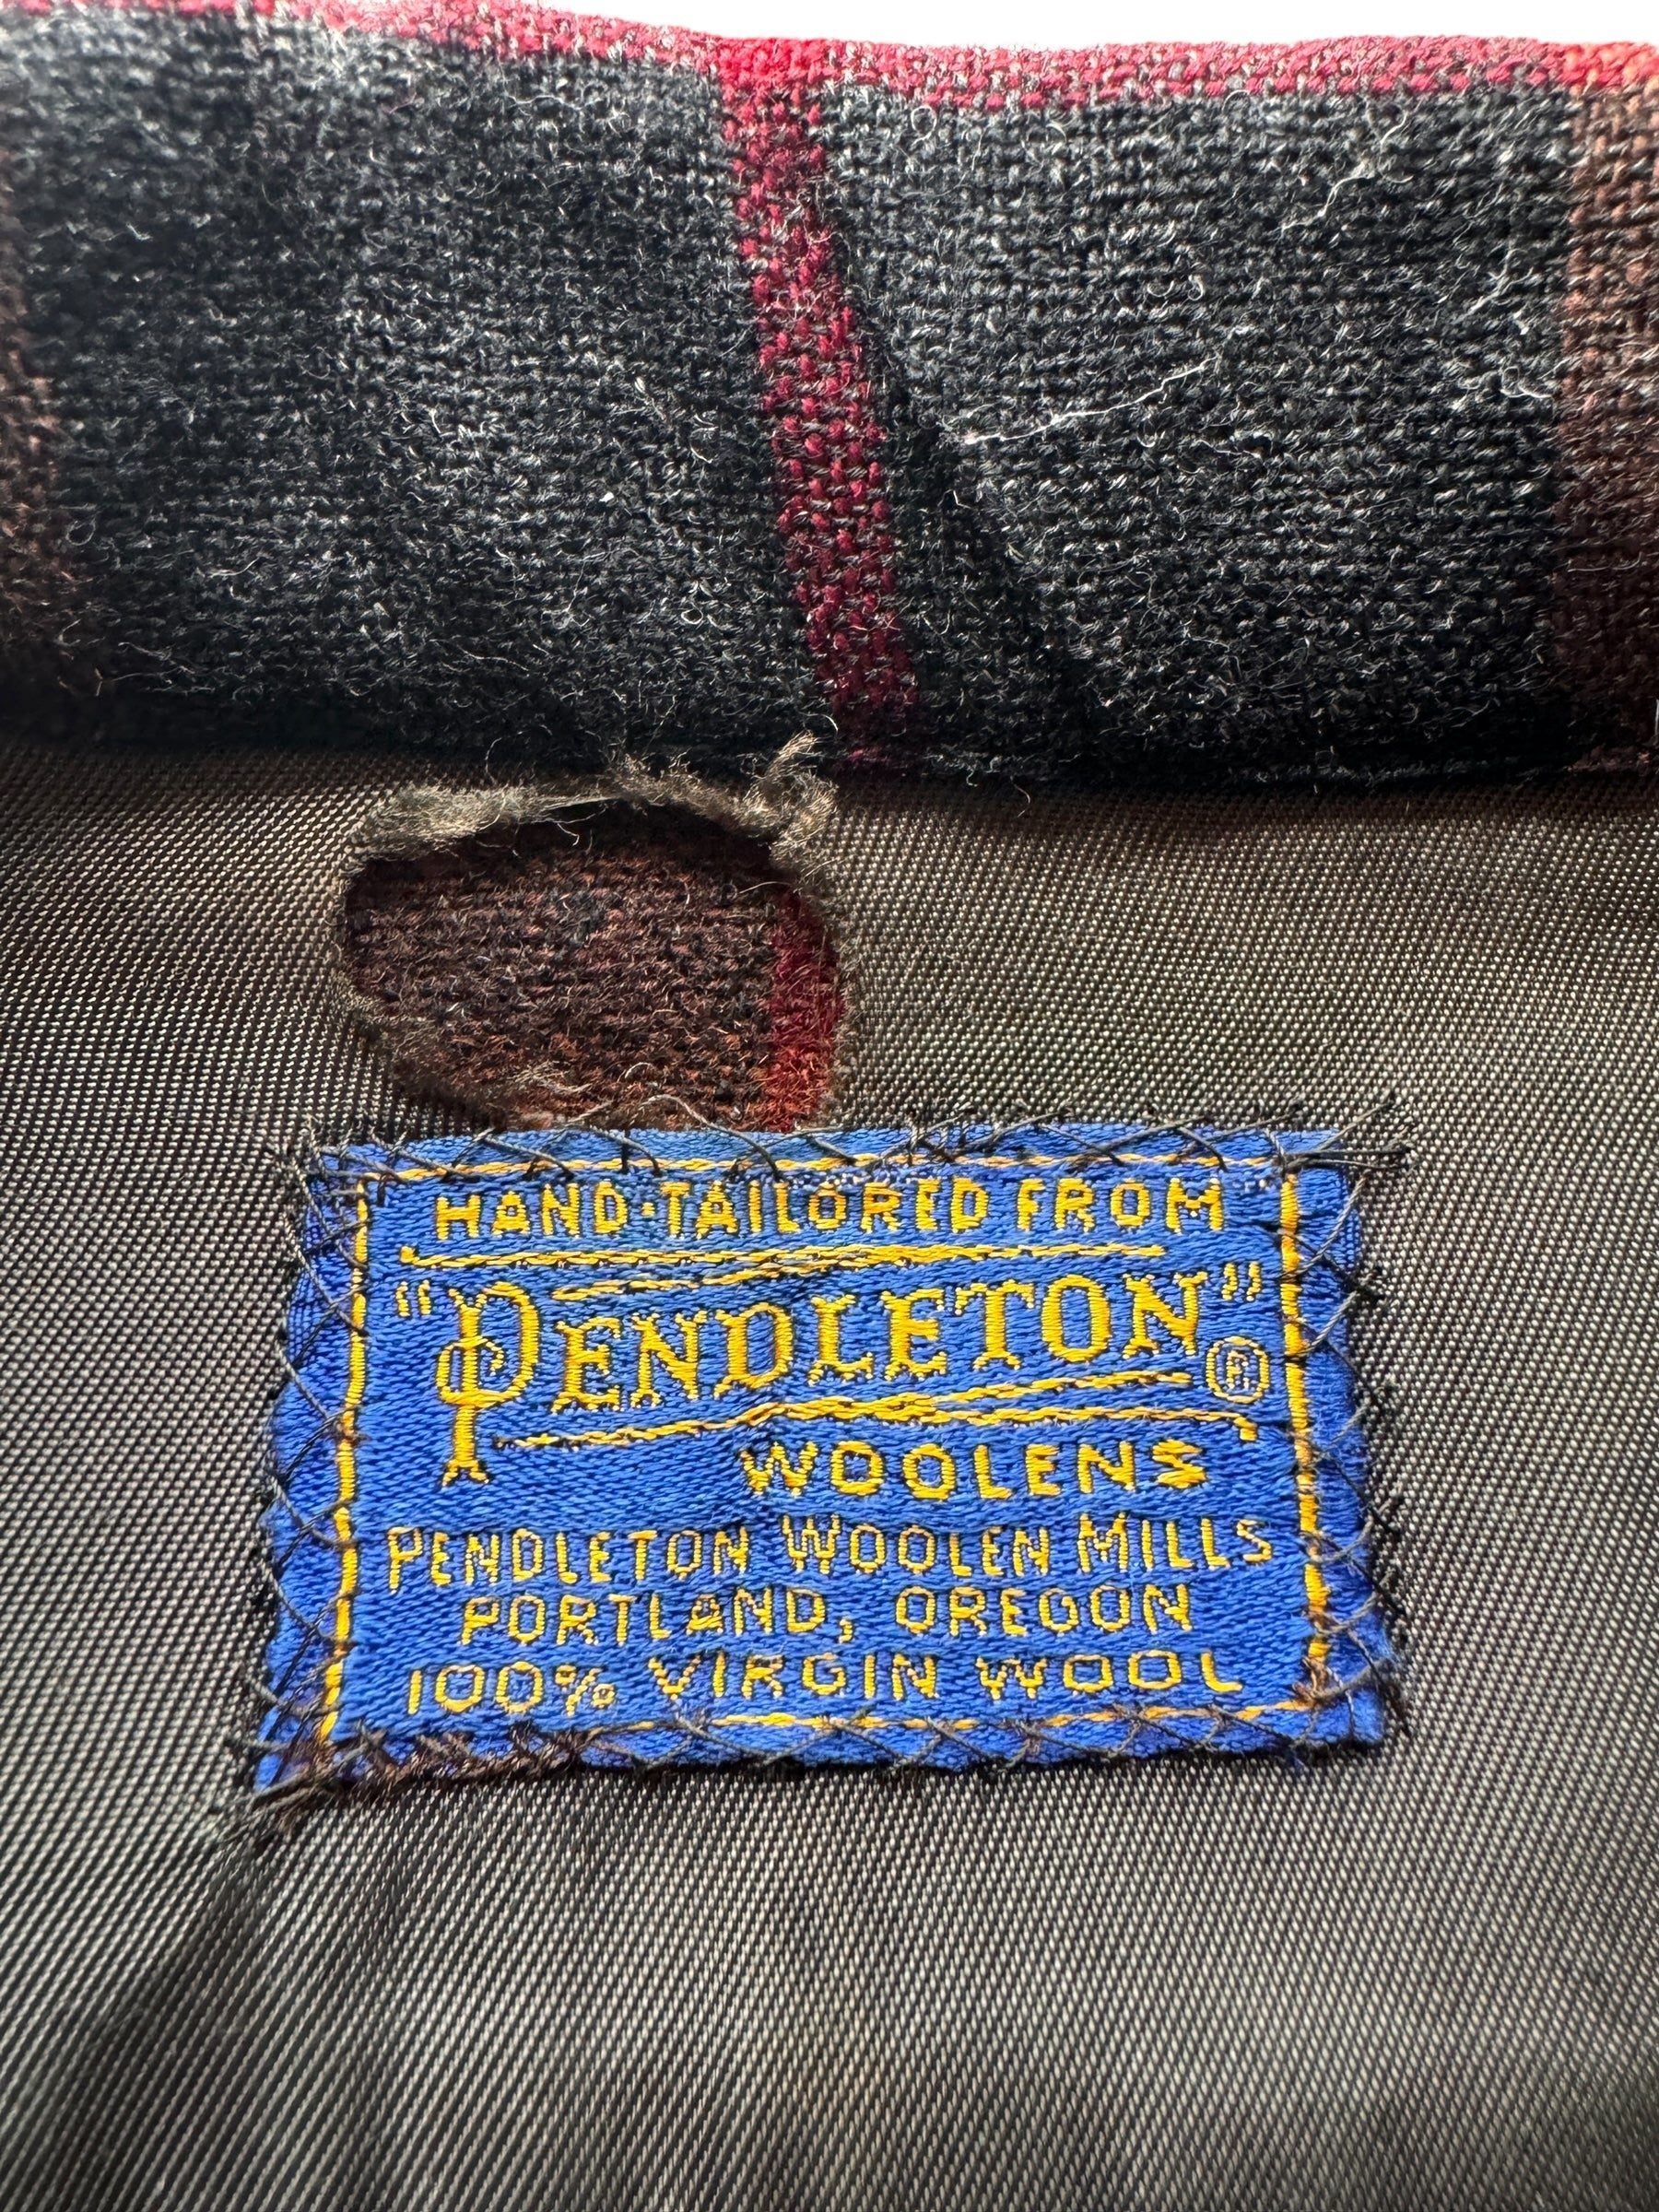 HAND·TAILORED FROM
"PENDLETON"®
WOOLENS
PENDLETON WOOLEN MILLS
PORTLAND, OREGON
100% VIRGIN WOOL